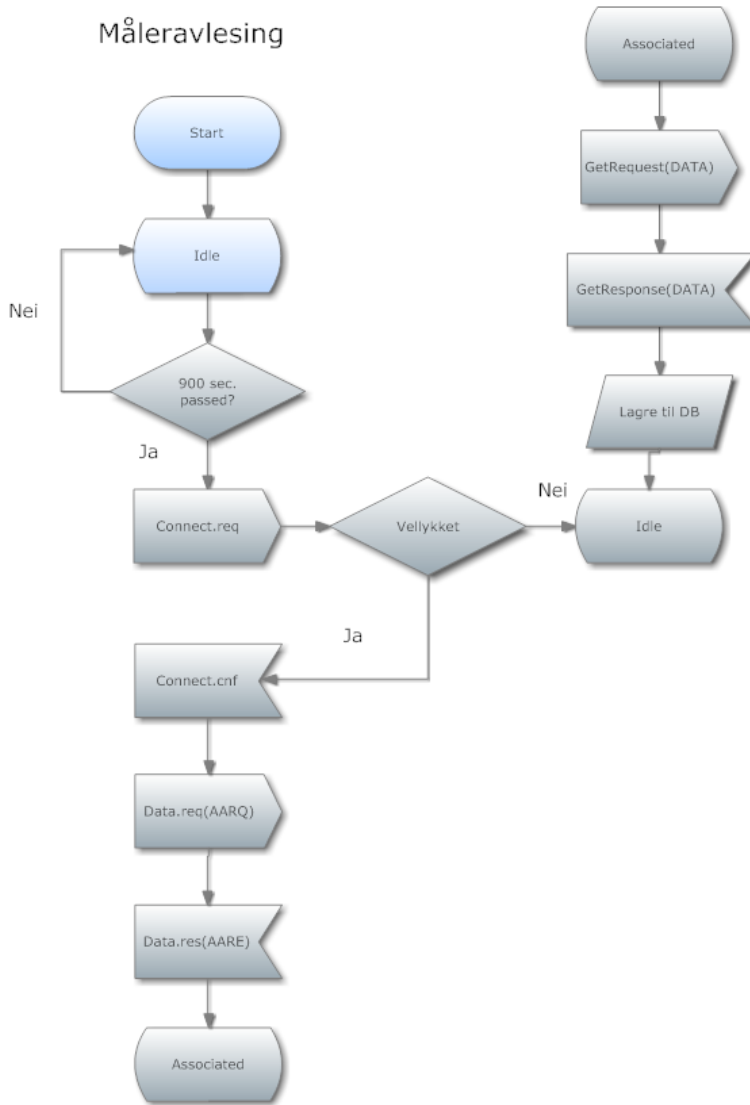 Måleravlesing
Start
Idle
Nei
900 sec.
passed?
Ja
Connect.req
Vellykket
Nei
Idle
Ja
Connect.cnf
Data.req(AARQ)
Data.res(AARE)
Associated
Associated
GetRequest(DATA)
GetResponse(DATA)
Lagre til DB